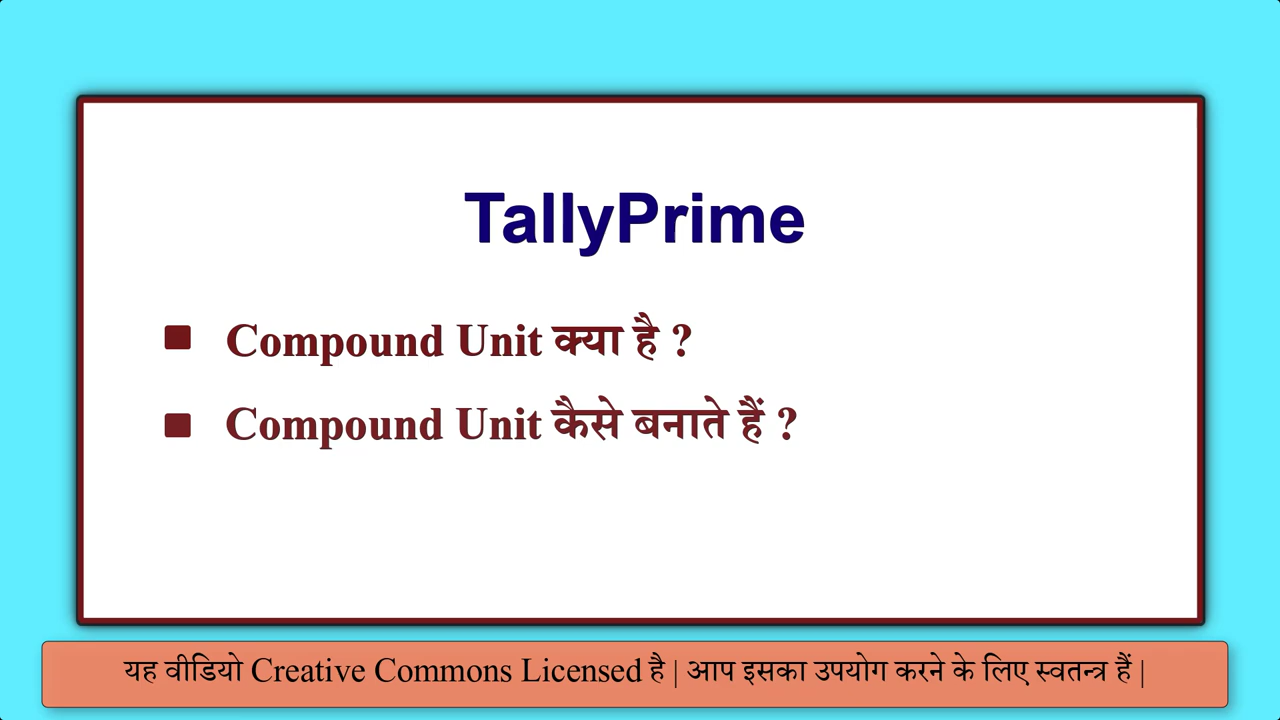 TallyPrime
Compound Unit क्या है ?
Compound Unit कैसे बनाते हैं ?
यह वीडियो Creative Commons Licensed है | आप इसका उपयोग करने के लिए स्वतन्त्र हैं |